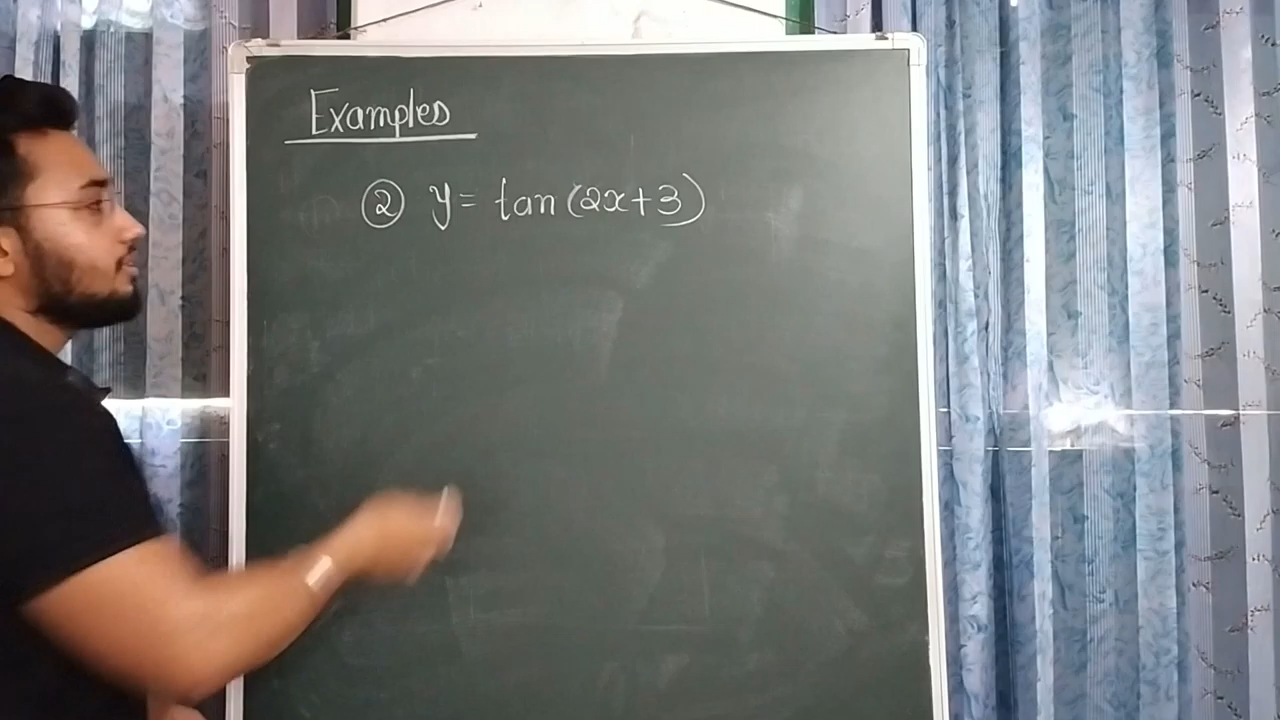 Examples
② y = tan(2x+3)